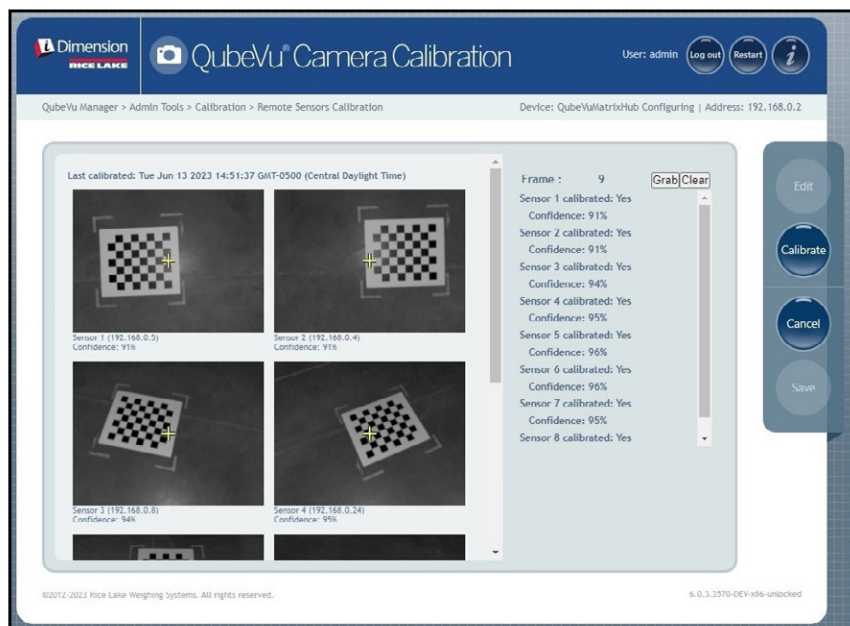 iDimension
RICE LAKE
QubeVu® Camera Calibration
User: admin
Log out
Restart
i
QubeVu Manager > Admin Tools > Calibration > Remote Sensors Calibration
Device: QubeVuMatrixHub Configuring | Address: 192.168.0.2
Last calibrated: Tue Jun 13 2023 14:51:37 GMT-0500 (Central Daylight Time)
Sensor 1 (192.168.0.5)
Confidence: 91%
Sensor 2 (192.168.0.4)
Confidence: 91%
Sensor 3 (192.168.0.8)
Confidence: 94%
Sensor 4 (192.168.0.24)
Confidence: 95%
Frame : 9 Grab Clear
Sensor 1 calibrated: Yes
Confidence: 91%
Sensor 2 calibrated: Yes
Confidence: 91%
Sensor 3 calibrated: Yes
Confidence: 94%
Sensor 4 calibrated: Yes
Confidence: 95%
Sensor 5 calibrated: Yes
Confidence: 96%
Sensor 6 calibrated: Yes
Confidence: 96%
Sensor 7 calibrated: Yes
Confidence: 95%
Sensor 8 calibrated: Yes
Edit
Calibrate
Cancel
Save
©2012-2023 Rice Lake Weighing Systems. All rights reserved.
6.0.3.3570-DEV-x86-unlocked